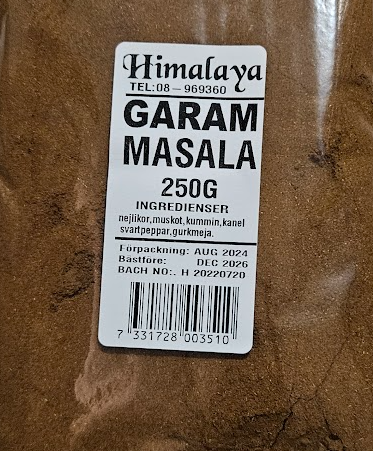 Himalaya
TEL:08-969360
GARAM
MASALA
250G
INGREDIENSER
nejlikor,muskot,kummin,kanel
svartpeppar,gurkmeja.
Förpackning: AUG 2024
Bästföre: DEC 2026
BACH NO:. H 20220720
7 331728 003510